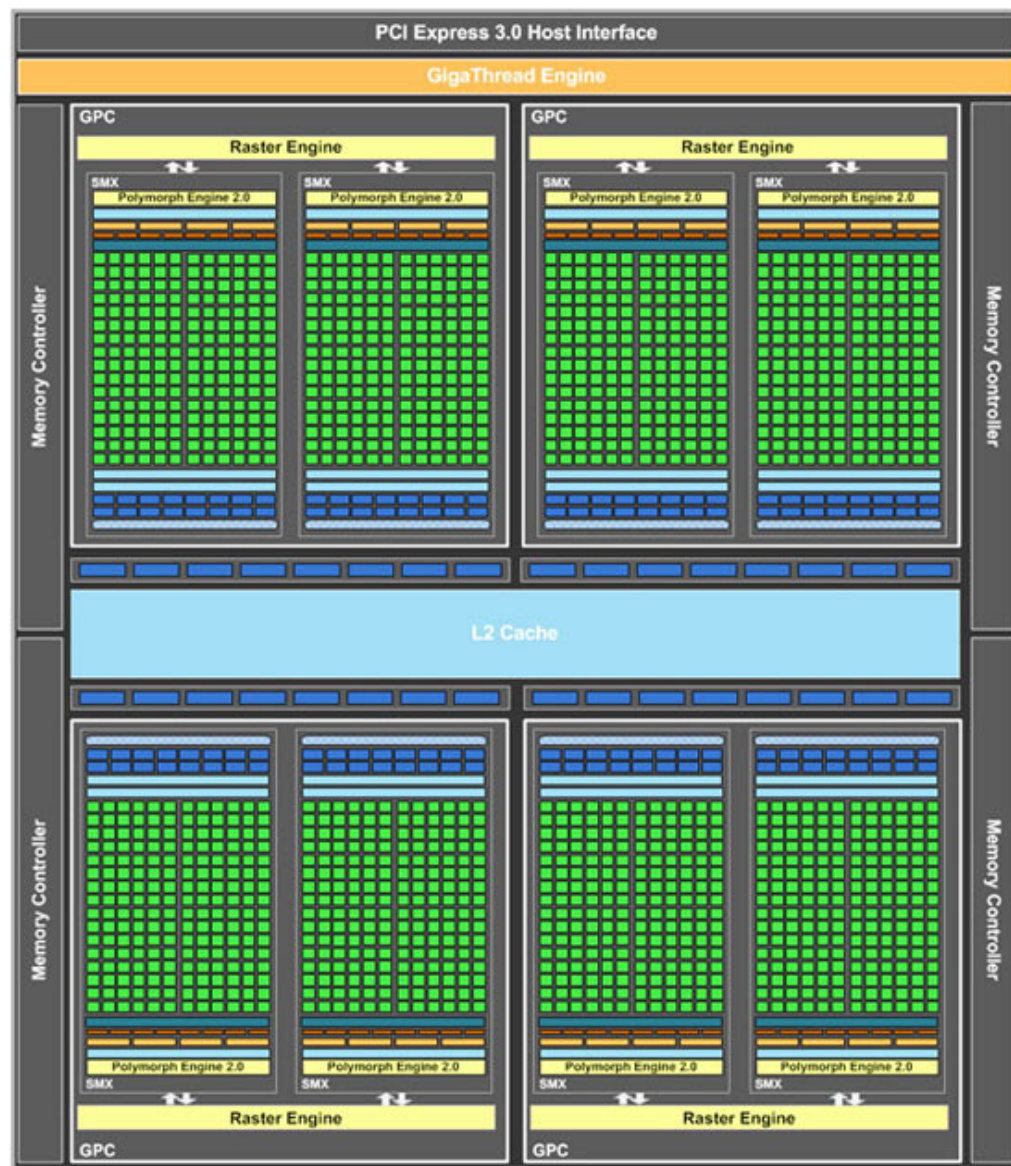 PCI Express 3.0 Host Interface
GigaThread Engine
Memory Controller
GPC
Raster Engine
SMX
Polymorph Engine 2.0
SMX
Polymorph Engine 2.0
GPC
Raster Engine
SMX
Polymorph Engine 2.0
SMX
Polymorph Engine 2.0
Memory Controller
L2 Cache
Memory Controller
Polymorph Engine 2.0
SMX
Polymorph Engine 2.0
SMX
Raster Engine
GPC
Polymorph Engine 2.0
SMX
Polymorph Engine 2.0
SMX
Raster Engine
GPC
Memory Controller